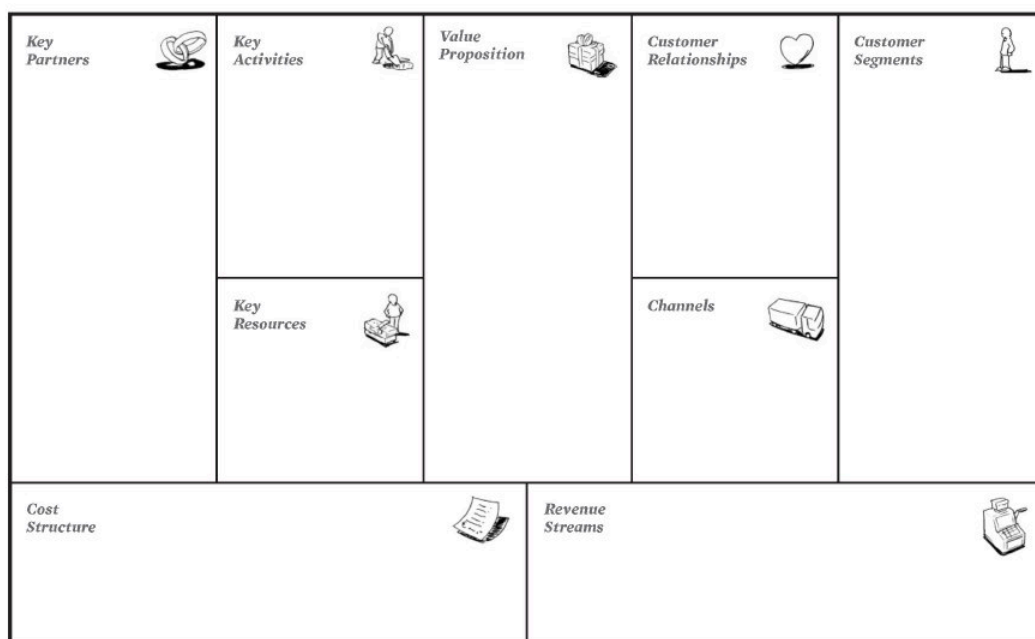 Key
Partners
Key
Activities
Value
Proposition
Customer
Relationships
Customer
Segments
Key
Resources
Channels
Cost
Structure
Revenue
Streams